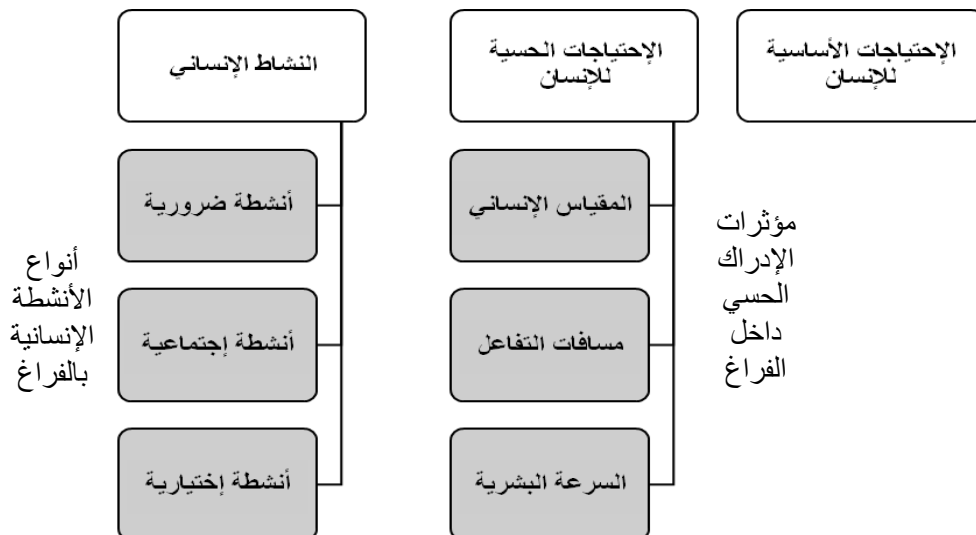 الإحتياجات الأساسية
للإنسان
الإحتياجات الحسية
للإنسان
النشاط الإنساني
مؤثرات
الإدراك
الحسي
داخل
الفراغ
المقياس الإنساني
مسافات التفاعل
السرعة البشرية
أنشطة ضرورية
أنشطة إجتماعية
أنشطة إختيارية
أنواع
الأنشطة
الإنسانية
بالفراغ